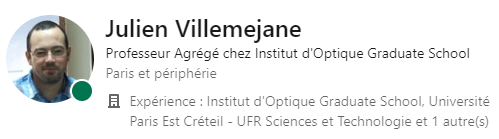 Julien Villemejane
Professeur Agrégé chez Institut d'Optique Graduate School
Paris et périphérie
Expérience : Institut d'Optique Graduate School, Université
Paris Est Créteil - UFR Sciences et Technologie et 1 autre(s)